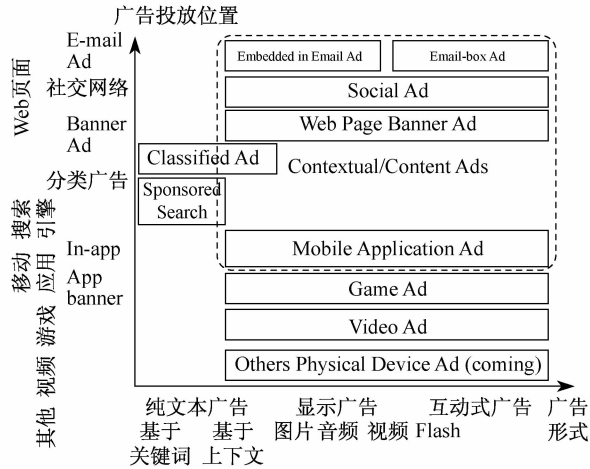 广告投放位置
E-mail
Ad
Embedded in Email Ad
Email-box Ad
Web页面
社交网络
Social Ad
Banner
Ad
Web Page Banner Ad
Classified Ad
Contextual/Content Ads
分类广告
Sponsored
Search
搜索
引擎
In-app
Mobile Application Ad
移动
应用
App
banner
Game Ad
游戏
Video Ad
视频
Others Physical Device Ad (coming)
其他
纯文本广告 显示广告 互动式广告 广告
基于 基于 图片 音频 视频 Flash 形式
关键词 上下文